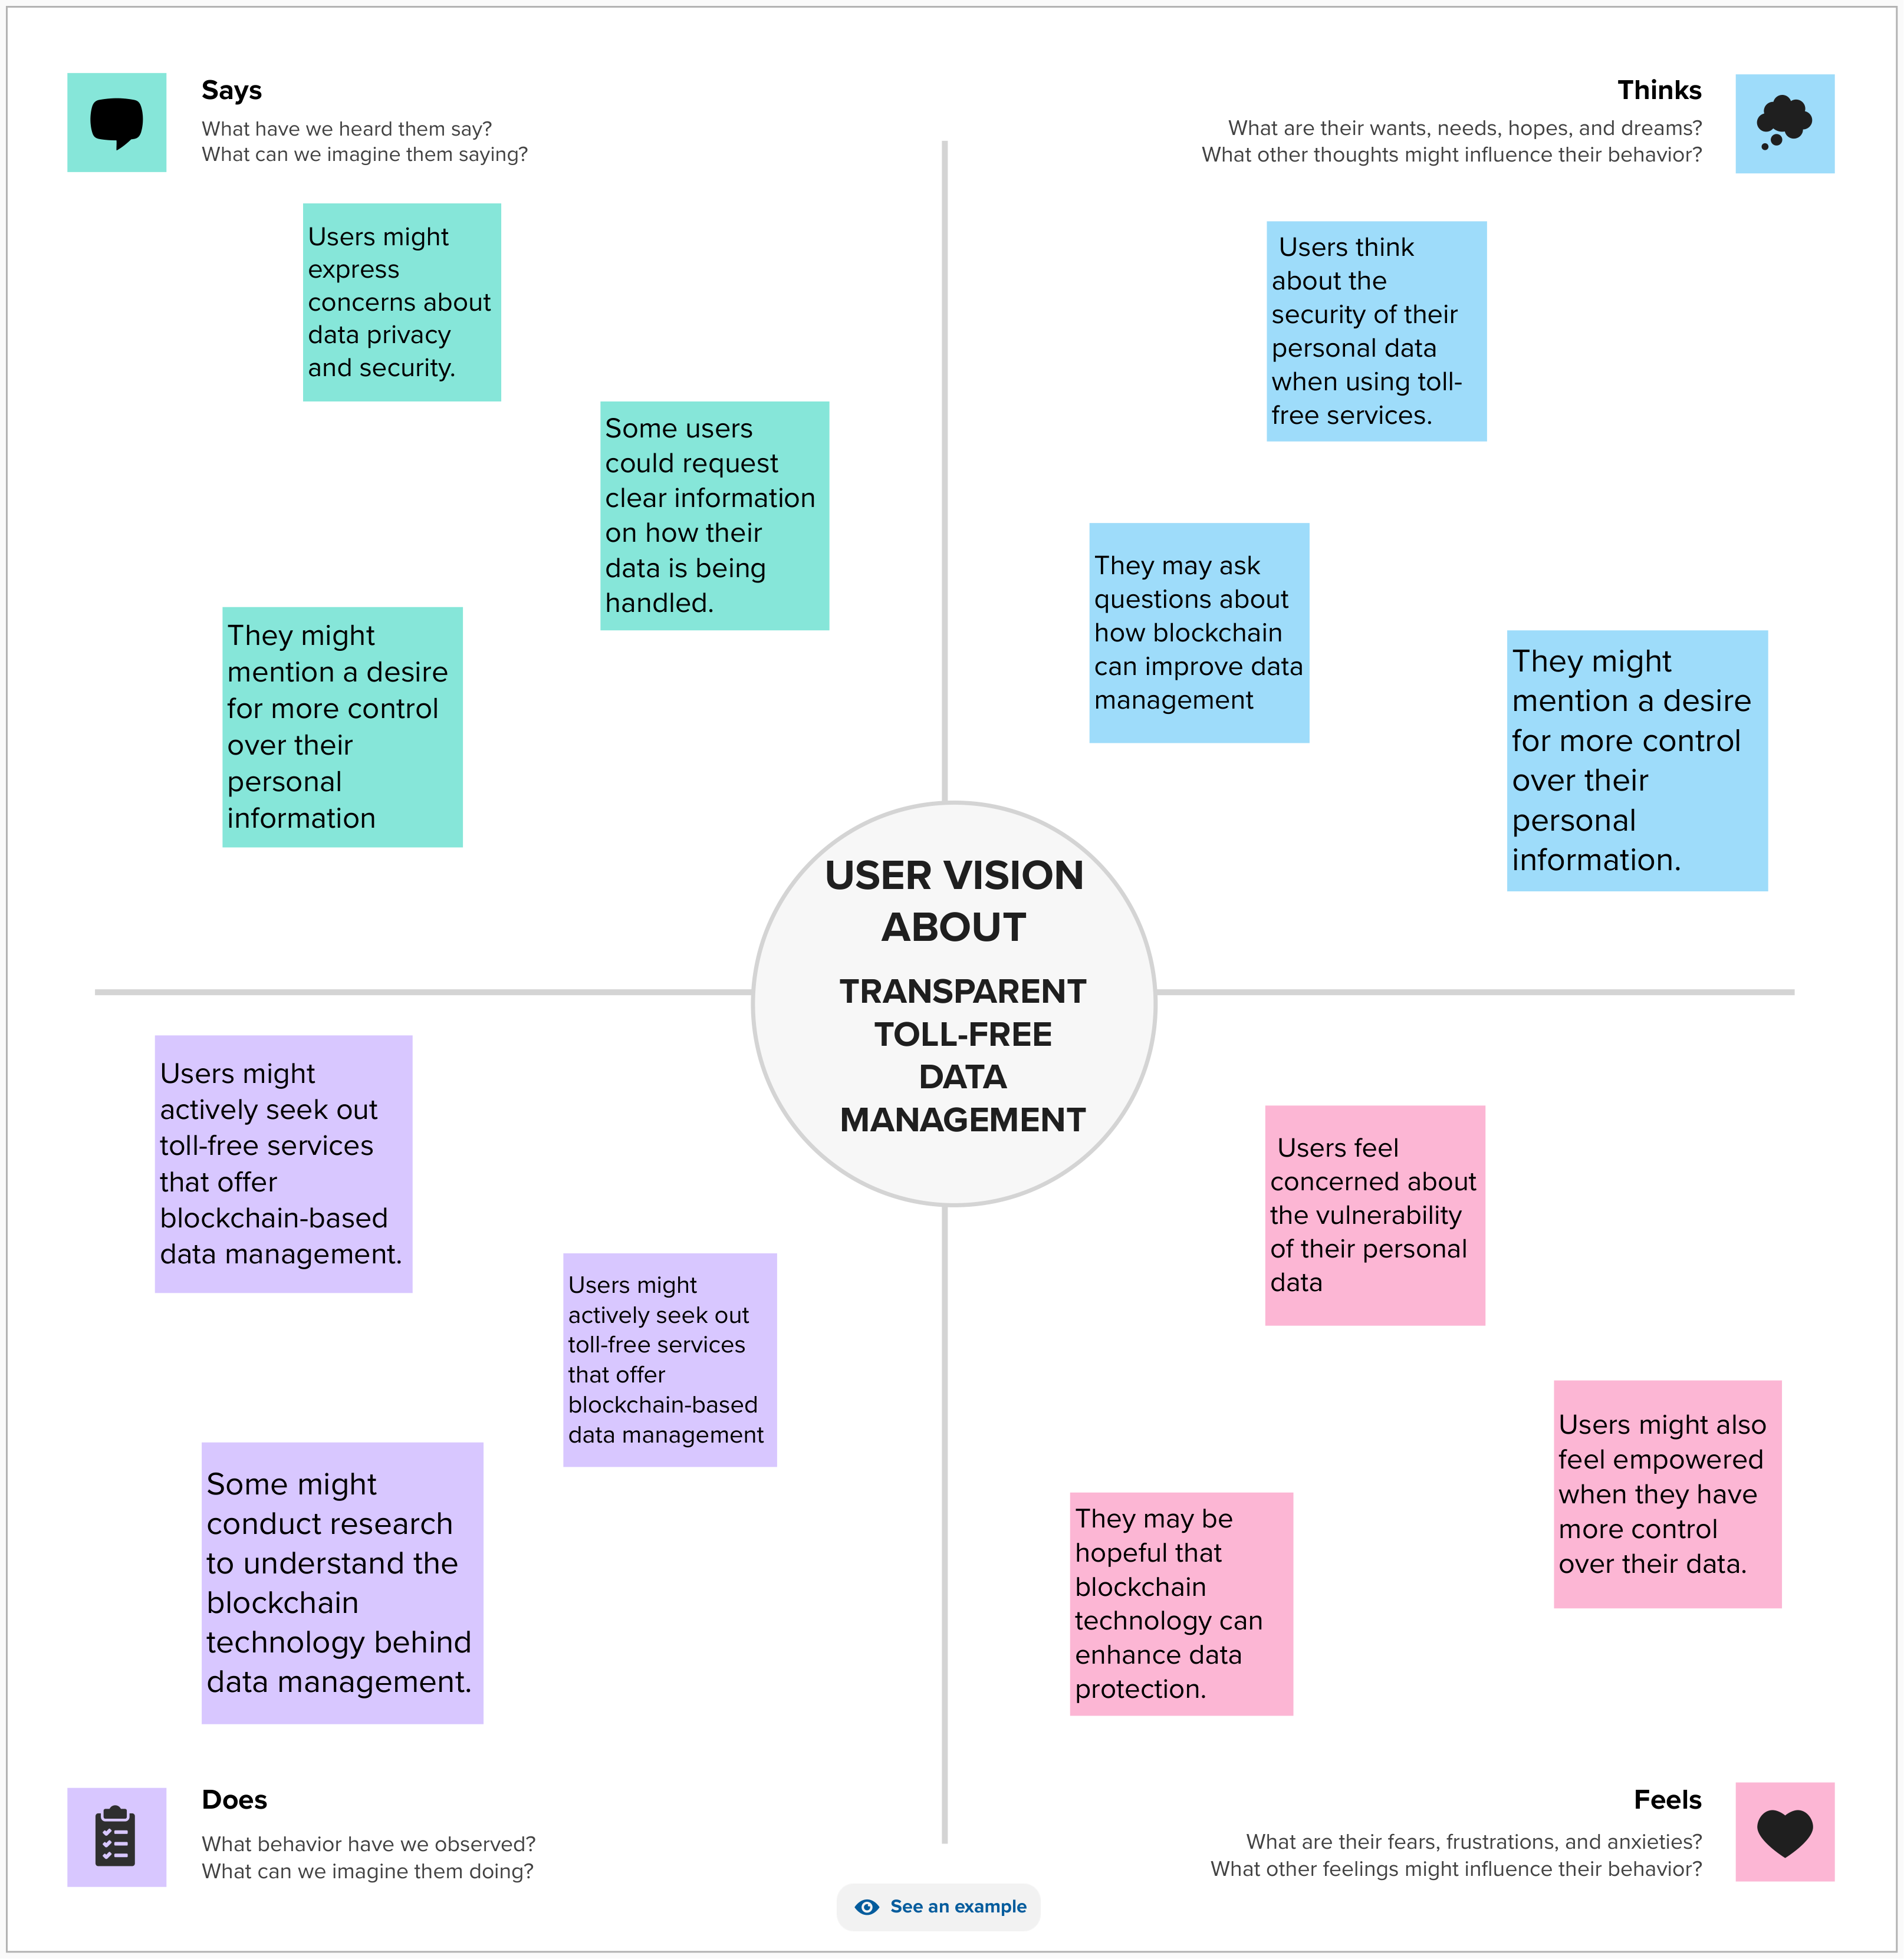 Says
What have we heard them say?
What can we imagine them saying?
Users might
express
concerns about
data privacy
and security.
Some users
could request
clear information
on how their
data is being
handled.
They might
mention a desire
for more control
over their
personal
information
Thinks
What are their wants, needs, hopes, and dreams?
What other thoughts might influence their behavior?
Users think
about the
security of their
personal data
when using toll-
free services.
They may ask
questions about
how blockchain
can improve data
management
They might
mention a desire
for more control
over their
personal
information.
USER VISION
ABOUT
TRANSPARENT
TOLL-FREE
DATA
MANAGEMENT
Users might
actively seek out
toll-free services
that offer
blockchain-based
data management.
Users might
actively seek out
toll-free services
that offer
blockchain-based
data management
Some might
conduct research
to understand the
blockchain
technology behind
data management.
Does
What behavior have we observed?
What can we imagine them doing?
Users feel
concerned about
the vulnerability
of their personal
data
Users might also
feel empowered
when they have
more control
over their data.
They may be
hopeful that
blockchain
technology can
enhance data
protection.
Feels
What are their fears, frustrations, and anxieties?
What other feelings might influence their behavior?
See an example